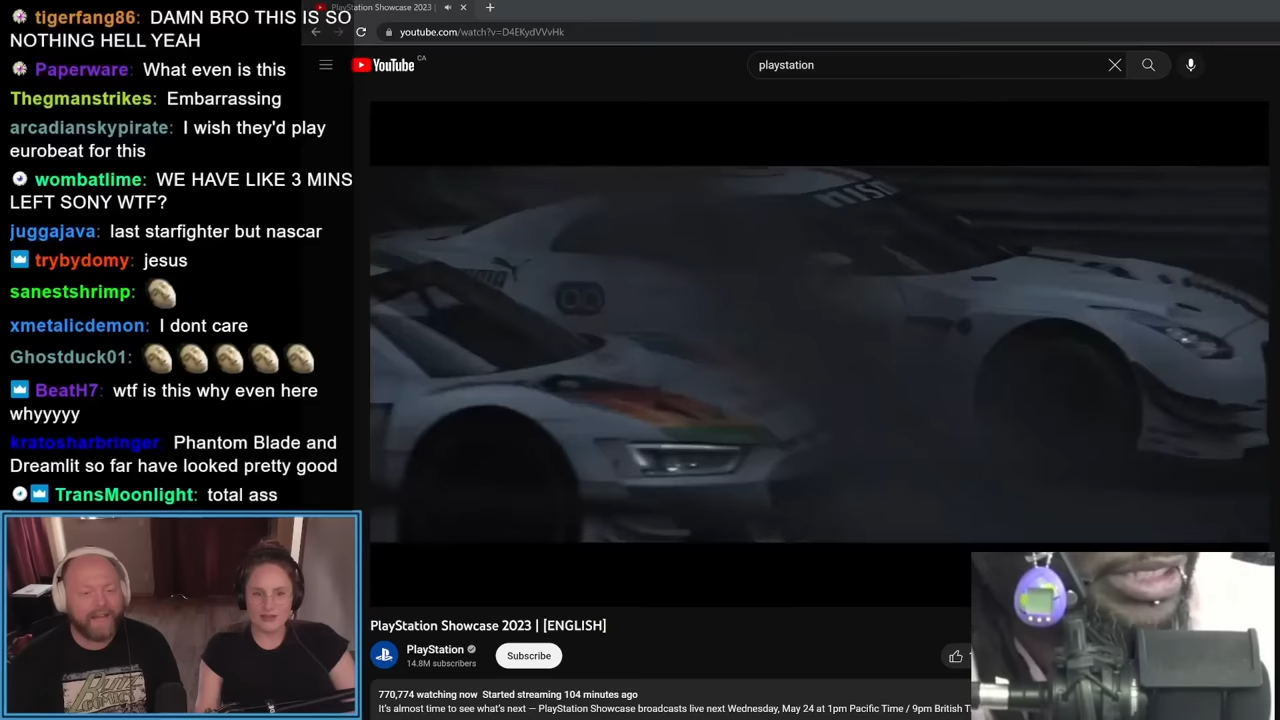 tigerfang86: DAMN BRO THIS IS SO
NOTHING HELL YEAH
Paperware: What even is this
Thegmanstrikes: Embarrassing
arcadianskypirate: I wish they'd play
eurobeat for this
wombatlime: WE HAVE LIKE 3 MINS
LEFT SONY WTF?
juggajava: last starfighter but nascar
trybydomy: jesus
sanestshrimp:
xmetalicdemon: I dont care
Ghostduck01:
BeatH7: wtf is this why even here
whyyyyy
kratosharbringer: Phantom Blade and
Dreamlit so far have looked pretty good
TransMoonlight: total ass
PlayStation Showcase 2023 |
youtube.com/watch?v=D4EKydVVvHk
YouTube CA
playstation
PlayStation Showcase 2023 | [ENGLISH]
PlayStation
14.8M subscribers
Subscribe
770,774 watching now Started streaming 104 minutes ago
It's almost time to see what's next — PlayStation Showcase broadcasts live next Wednesday, May 24 at 1pm Pacific Time / 9pm British T